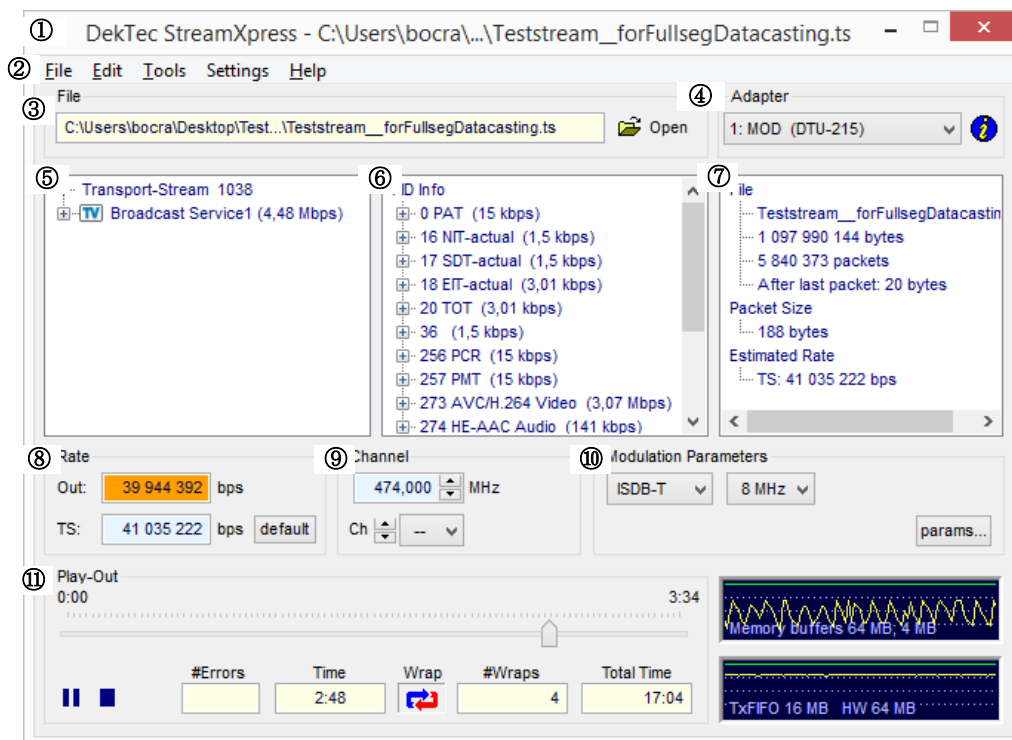 ① DekTec StreamXpress - C:\Users\bocra\...\Teststream__forFullsegDatacasting.ts
② File Edit Tools Settings Help
③ File
C:\Users\bocra\Desktop\Test...\Teststream__forFullsegDatacasting.ts Open
④ Adapter
1: MOD (DTU-215)
⑤ Transport-Stream 1038
TV Broadcast Service1 (4,48 Mbps)
⑥ ID Info
0 PAT (15 kbps)
16 NIT-actual (1,5 kbps)
17 SDT-actual (1,5 kbps)
18 EIT-actual (3,01 kbps)
20 TOT (3,01 kbps)
36 (1,5 kbps)
256 PCR (15 kbps)
257 PMT (15 kbps)
273 AVC/H.264 Video (3,07 Mbps)
274 HE-AAC Audio (141 kbps)
⑦ File
Teststream__forFullsegDatacastin
1 097 990 144 bytes
5 840 373 packets
After last packet: 20 bytes
Packet Size
188 bytes
Estimated Rate
TS: 41 035 222 bps
⑧ Rate
Out: 39 944 392 bps
TS: 41 035 222 bps default
⑨ Channel
474,000 MHz
Ch --
⑩ Modulation Parameters
ISDB-T 8 MHz
params...
⑪ Play-Out
0:00 3:34
#Errors Time Wrap #Wraps Total Time
2:48 4 17:04
Memory buffers 64 MB; 4 MB
TxFIFO 16 MB HW 64 MB